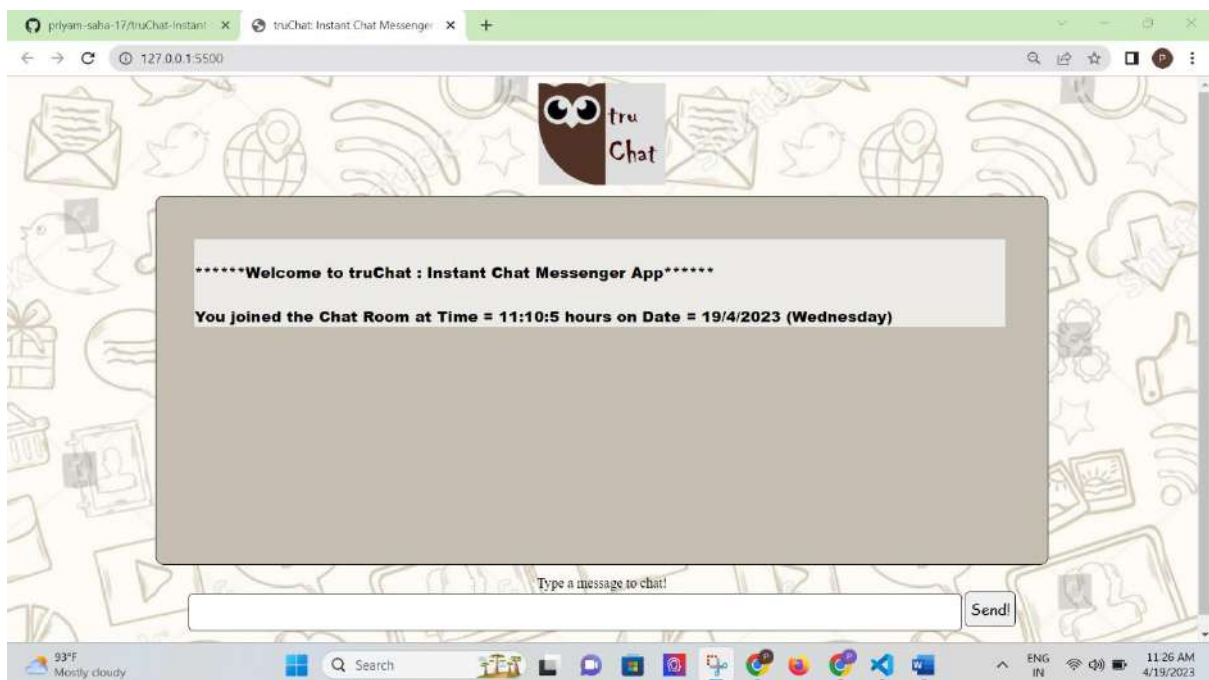 priyam-saha-17/truChat-Instant
truChat: Instant Chat Messenger
127.0.0.1:5500
P
tru
Chat
******Welcome to truChat : Instant Chat Messenger App******
You joined the Chat Room at Time = 11:10:5 hours on Date = 19/4/2023 (Wednesday)
Type a message to chat!
Send!
93°F
Mostly cloudy
Search
ENG
IN
11:26 AM
4/19/2023